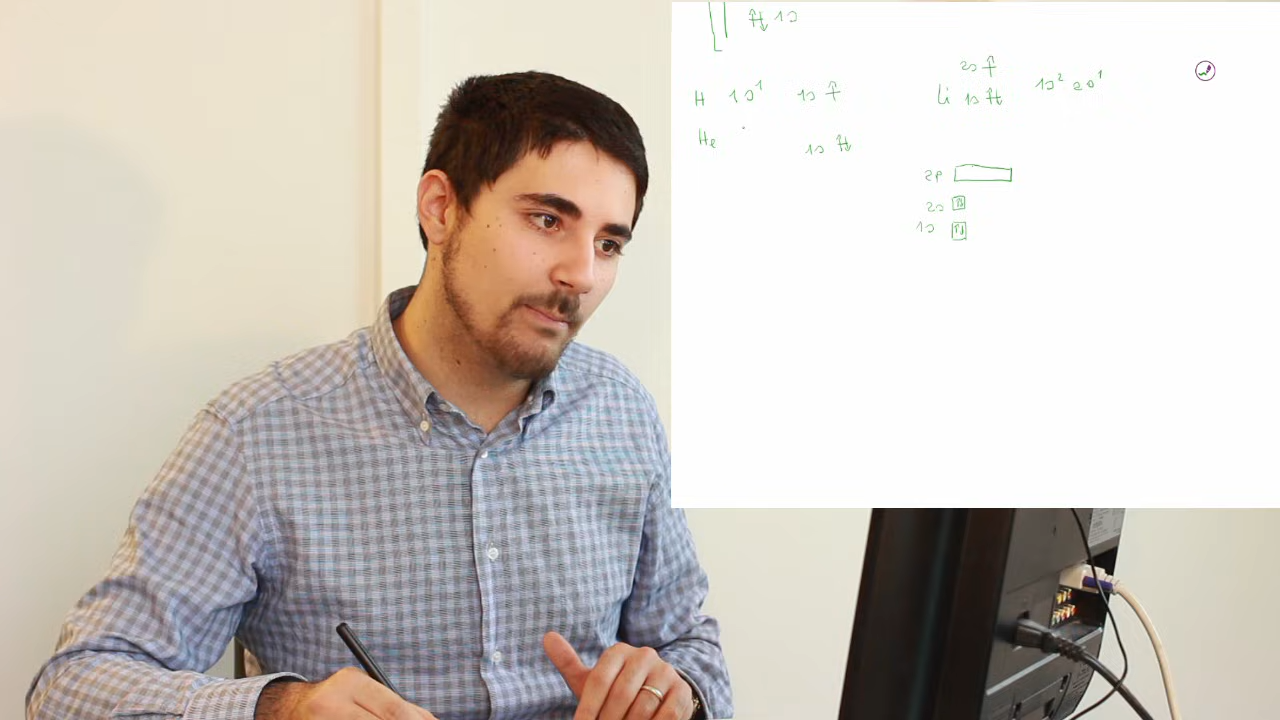 ⇅ 1s
H 1s¹ 1s ↑
2s ↑
Li 1s ⇅ 1s² 2s¹
He 1s ⇅
2p
2s ↑↓
1s ↑↓